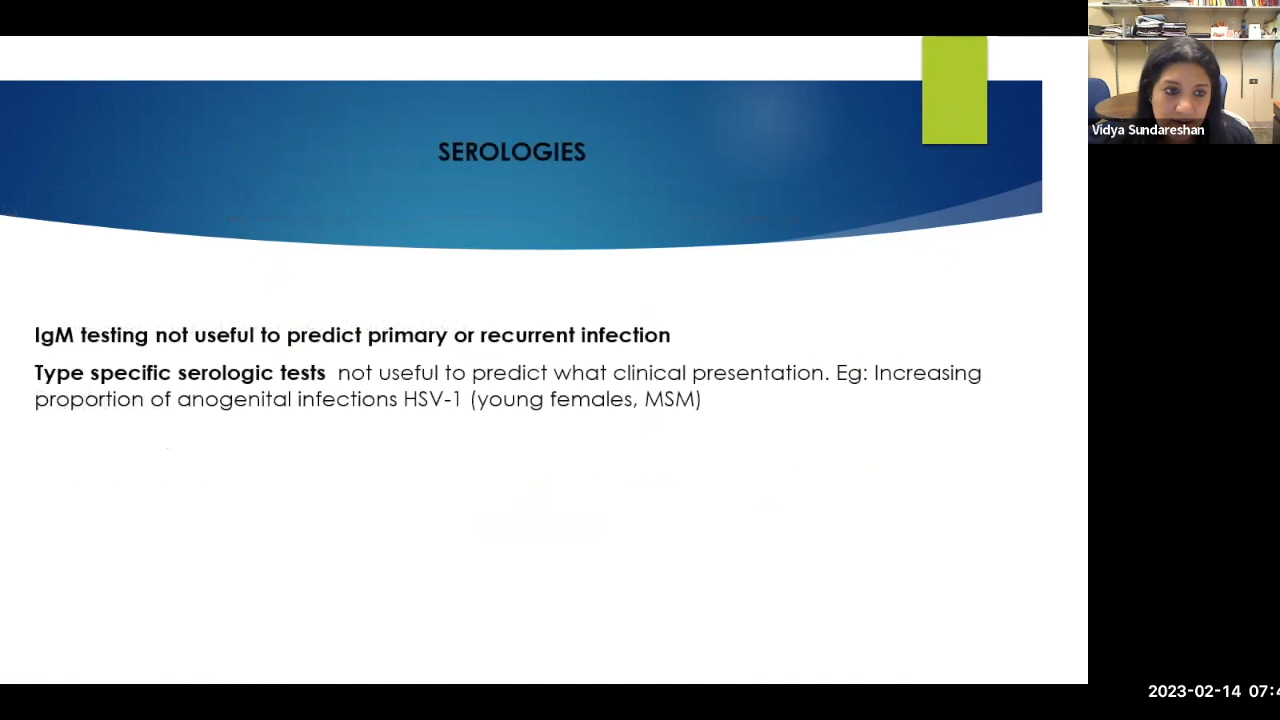 SEROLOGIES
IgM testing not useful to predict primary or recurrent infection
Type specific serologic tests not useful to predict what clinical presentation. Eg: Increasing
proportion of anogenital infections HSV-1 (young females, MSM)
Vidya Sundareshan
2023-02-14 07:4